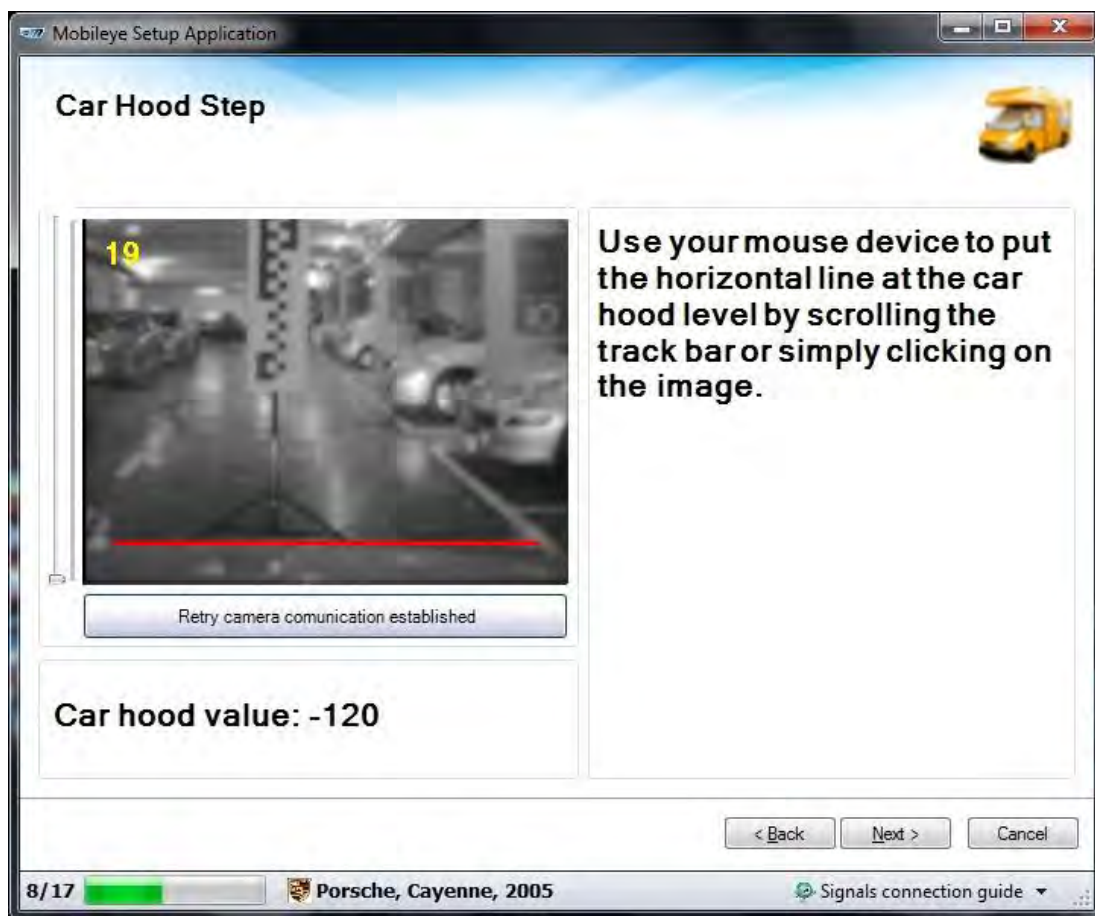 Mobileye Setup Application
Car Hood Step
19
Use your mouse device to put
the horizontal line at the car
hood level by scrolling the
track bar or simply clicking on
the image.
Retry camera comunication established
Car hood value: -120
< Back
Next >
Cancel
8/17
Porsche, Cayenne, 2005
Signals connection guide